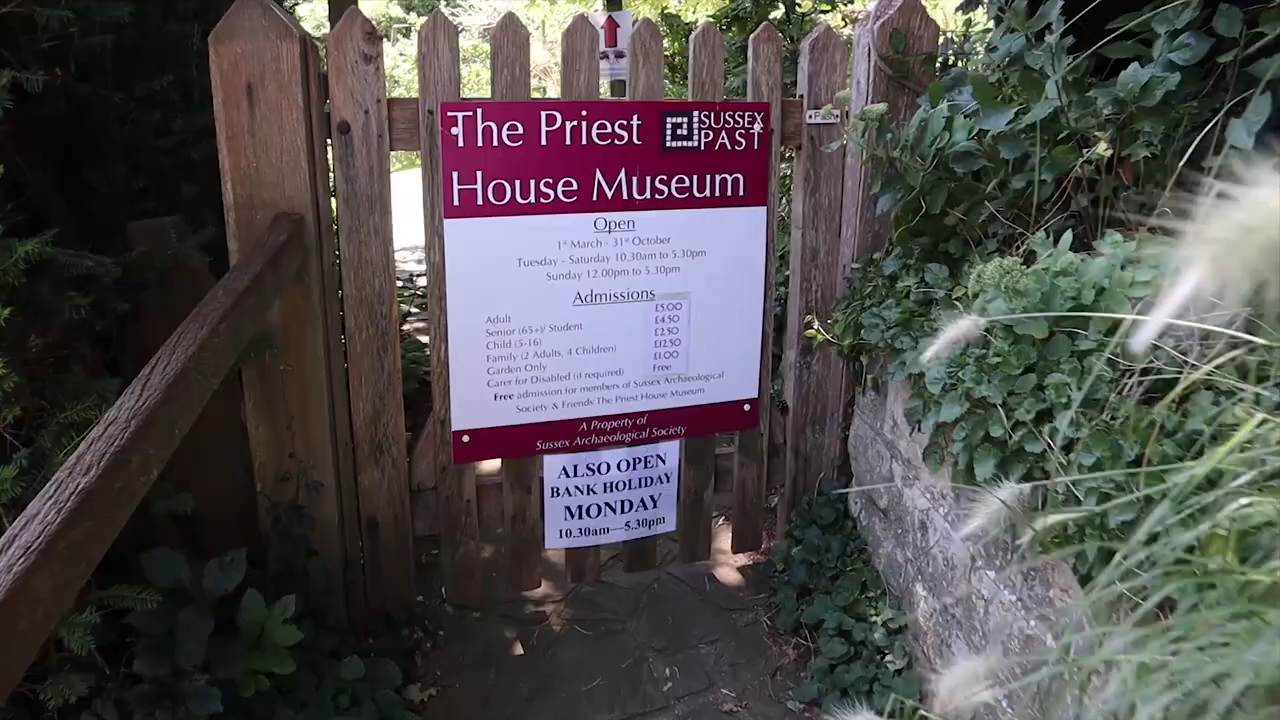 Push
The Priest
SUSSEX
PAST
House Museum
Open
1st March - 31st October
Tuesday - Saturday 10.30am to 5.30pm
Sunday 12.00pm to 5.30pm
Admissions
Adult £5.00
Senior (65+)/ Student £4.50
Child (5-16) £2.50
Family (2 Adults, 4 Children) £12.50
Garden Only £1.00
Carer for Disabled (if required) Free
Free admission for members of Sussex Archaeological
Society & Friends The Priest House Museum
A Property of
Sussex Archaeological Society
ALSO OPEN
BANK HOLIDAY
MONDAY
10.30am—5.30pm